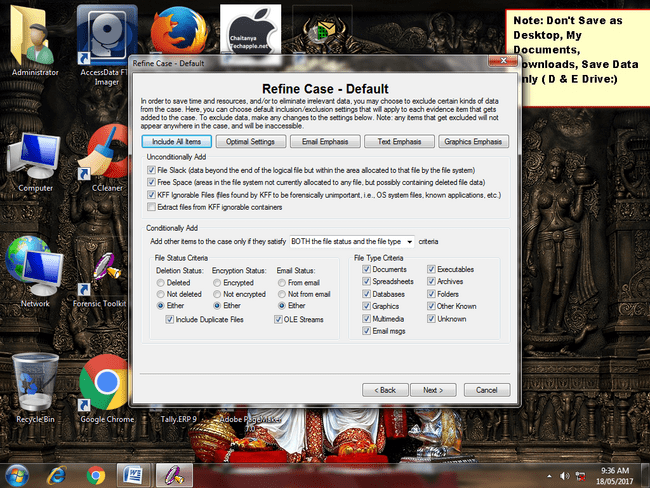 Note: Don't Save as
Desktop, My
Documents,
ownloads, Save Data
nly ( D & E Drive:)
Chaitanya
Techapple.net
Administrator
AccessData FT
Imager
Computer
CCleaner
Network
Forensic Toolkit
Recycle Bin
Google Chrome
Tally.ERP 9
Adobe PageMake
Refine Case - Default
Refine Case - Default
In order to save time and resources, and/or to eliminate irrelevant data, you may choose to exclude certain kinds of data
from the case. Here, you can choose default inclusion/exclusion settings that will apply to each evidence item that gets
added to the case. To exclude data, make any changes to the settings below. Note: any items that get excluded will not
appear anywhere in the case, and will be inaccessible.
Include All Items Optimal Settings Email Emphasis Text Emphasis Graphics Emphasis
Unconditionally Add
File Slack (data beyond the end of the logical file but within the area allocated to that file by the file system)
Free Space (areas in the file system not currently allocated to any file, but possibly containing deleted file data)
KFF Ignorable Files (files found by KFF to be forensically unimportant, i.e., OS system files, known applications, etc.)
Extract files from KFF ignorable containers
Conditionally Add
Add other items to the case only if they satisfy BOTH the file status and the file type criteria
File Status Criteria
Deletion Status: Encryption Status: Email Status:
Deleted Encrypted From email
Not deleted Not encrypted Not from email
Either Either Either
Include Duplicate Files OLE Streams
File Type Criteria
Documents Executables
Spreadsheets Archives
Databases Folders
Graphics Other Known
Multimedia Unknown
Email msgs
< Back Next > Cancel
9:36 AM
18/05/2017